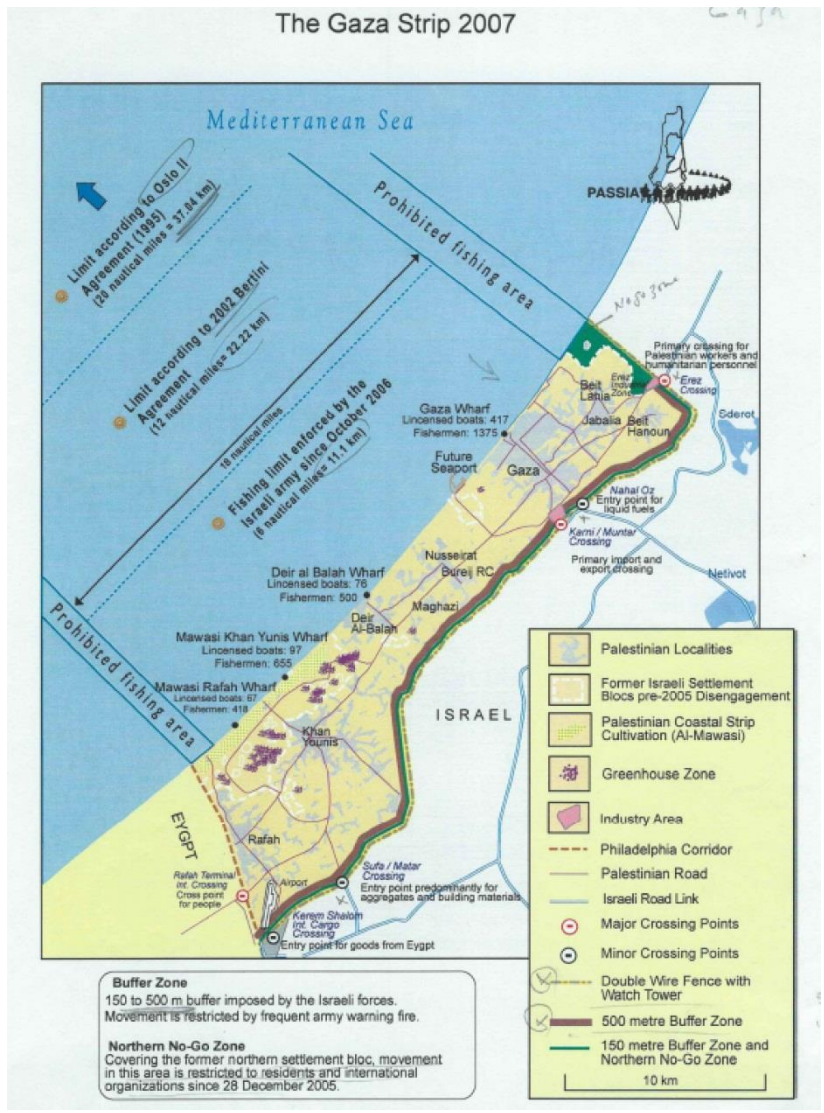 Gaza
The Gaza Strip 2007
Mediterranean Sea
PASSIA
Limit according to Oslo II
Agreement (1995)
(20 nautical miles = 37.04 km)
Limit according to 2002 Bertini
Agreement
(12 nautical miles= 22.22 km)
18 nautical miles
Fishing limit enforced by the
Israeli army since October 2006
(6 nautical miles= 11.1 km)
Prohibited fishing area
Prohibited fishing area
No go zone
Primary crossing for
Palestinian workers and
humanitarian personnel
Erez
Crossing
Erez
Industrial
Zone
Beit
Lahia
Jabalia
Beit
Hanoun
Sderot
Gaza Wharf
Lincensed boats: 417
Fishermen: 1375
Future
Seaport
Gaza
Nahal Oz
Entry point for
liquid fuels
Karni / Muntar
Crossing
Primary import and
export crossing
Netivot
Nusseirat
Bureij RC
Maghazi
Deir al Balah Wharf
Lincensed boats: 76
Fishermen: 500
Deir
Al-Balah
Mawasi Khan Yunis Wharf
Lincensed boats: 97
Fishermen: 655
Mawasi Rafah Wharf
Lincensed boats: 67
Fishermen: 418
Khan
Younis
ISRAEL
EYGPT
Rafah
Rafah Terminal
Int. Crossing
Cross point
for people
Airport
Sufa / Matar
Crossing
Entry point predominantly for
aggregates and building materials
Kerem Shalom
Int. Cargo
Crossing
Entry point for goods from Eygpt
Palestinian Localities
Former Israeli Settlement
Blocs pre-2005 Disengagement
Palestinian Coastal Strip
Cultivation (Al-Mawasi)
Greenhouse Zone
Industry Area
Philadelphia Corridor
Palestinian Road
Israeli Road Link
Major Crossing Points
Minor Crossing Points
Double Wire Fence with
Watch Tower
500 metre Buffer Zone
150 metre Buffer Zone and
Northern No-Go Zone
10 km
Buffer Zone
150 to 500 m buffer imposed by the Israeli forces.
Movement is restricted by frequent army warning fire.
Northern No-Go Zone
Covering the former northern settlement bloc, movement
in this area is restricted to residents and international
organizations since 28 December 2005.